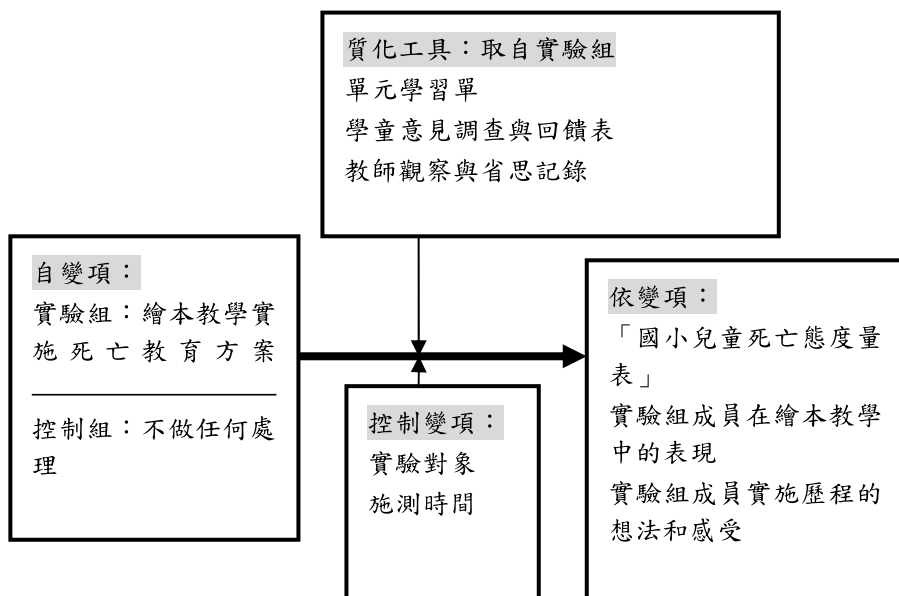 質化工具：取自實驗組
單元學習單
學童意見調查與回饋表
教師觀察與省思記錄
自變項：
實驗組：繪本教學實
施死亡教育方案
控制組：不做任何處
理
控制變項：
實驗對象
施測時間
依變項：
「國小兒童死亡態度量
表」
實驗組成員在繪本教學
中的表現
實驗組成員實施歷程的
想法和感受